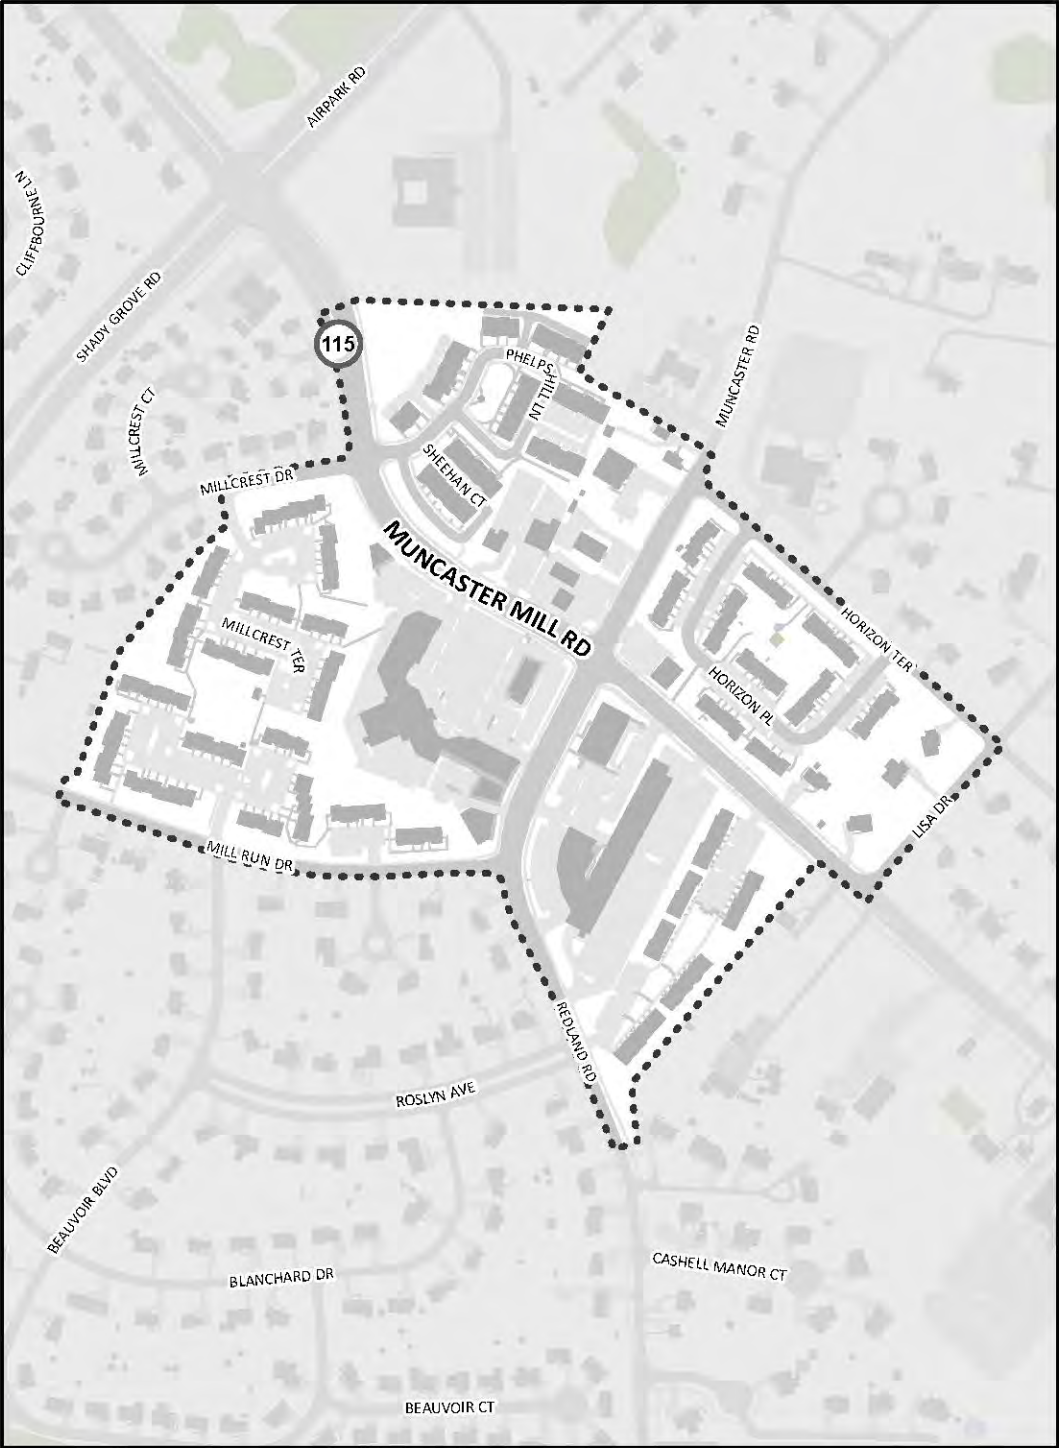 AIRPARK RD
CLIFFBOURNE LN
SHADY GROVE RD
115
MUNCASTER RD
PHELPS
HILL LN
MILLCREST CT
SHEEHAN CT
MILLCREST DR
MUNCASTER MILL RD
HORIZON TER
MILLCREST TER
HORIZON PL
LISA DR
MILL RUN DR
REDLAND RD
ROSLYN AVE
BEAUVOIR BLVD
CASHELL MANOR CT
BLANCHARD DR
BEAUVOIR CT